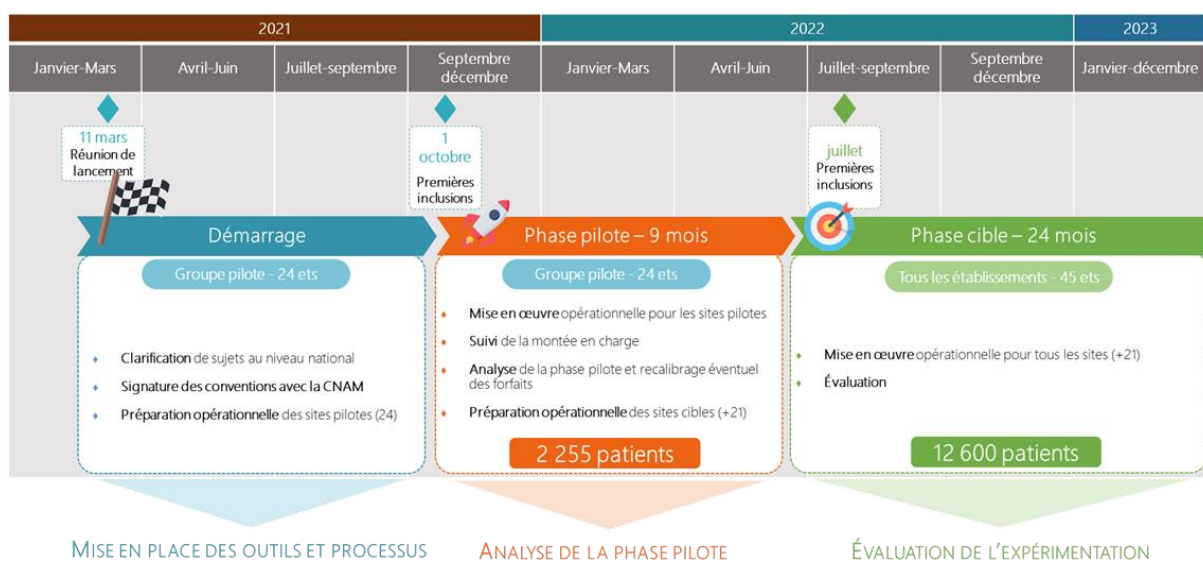 2021
2022
2023
Janvier-Mars
Avril-Juin
Juillet-septembre
Septembre
décembre
Janvier-Mars
Avril-Juin
Juillet-septembre
Septembre
décembre
Janvier-décembre
11 mars
Réunion de
lancement
1
octobre
Premières
inclusions
juillet
Premières
inclusions
Démarrage
Groupe pilote - 24 ets
Clarification de sujets au niveau national
Signature des conventions avec la CNAM
Préparation opérationnelle des sites pilotes (24)
Phase pilote – 9 mois
Groupe pilote - 24 ets
Mise en œuvre opérationnelle pour les sites pilotes
Suivi de la montée en charge
Analyse de la phase pilote et recalibrage éventuel
des forfaits
Préparation opérationnelle des sites cibles (+21)
2 255 patients
Phase cible – 24 mois
Tous les établissements - 45 ets
Mise en œuvre opérationnelle pour tous les sites (+21)
Évaluation
12 600 patients
MISE EN PLACE DES OUTILS ET PROCESSUS
ANALYSE DE LA PHASE PILOTE
ÉVALUATION DE L'EXPÉRIMENTATION